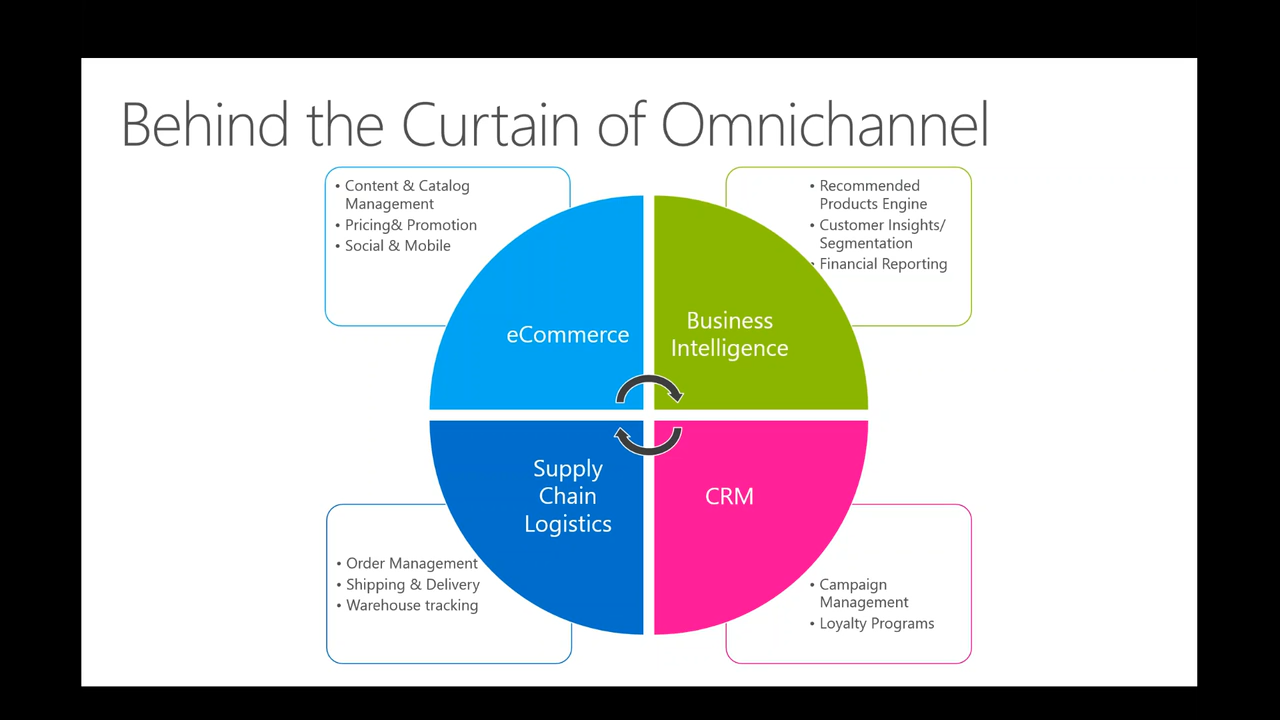 Behind the Curtain of Omnichannel
• Content & Catalog
Management
• Pricing& Promotion
• Social & Mobile
• Recommended
Products Engine
• Customer Insights/
Segmentation
• Financial Reporting
eCommerce
Business
Intelligence
Supply
Chain
Logistics
CRM
• Order Management
• Shipping & Delivery
• Warehouse tracking
• Campaign
Management
• Loyalty Programs